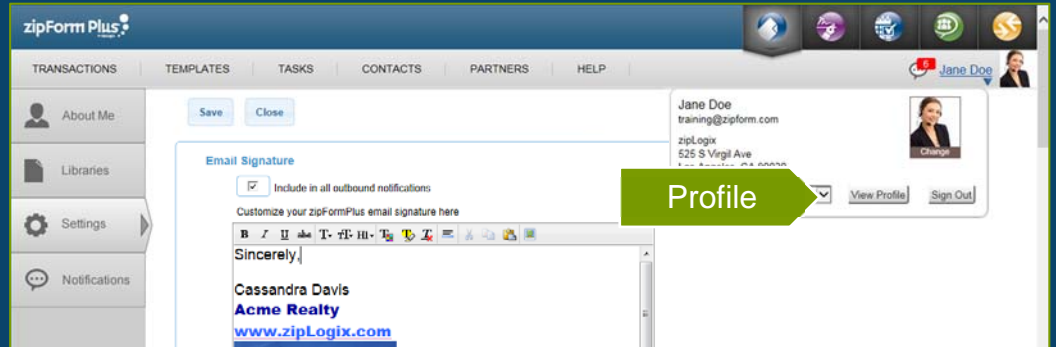 zipForm Plus
TRANSACTIONS TEMPLATES TASKS CONTACTS PARTNERS HELP
6 Jane Doe
About Me
Libraries
Settings
Notifications
Save Close
Email Signature
Include in all outbound notifications
Customize your zipFormPlus email signature here
B I U abc T T HI T T T
Sincerely,
Cassandra Davis
Acme Realty
www.zipLogix.com
Jane Doe
training@zipform.com
zipLogix
525 S Virgil Ave
Change
Profile
View Profile Sign Out